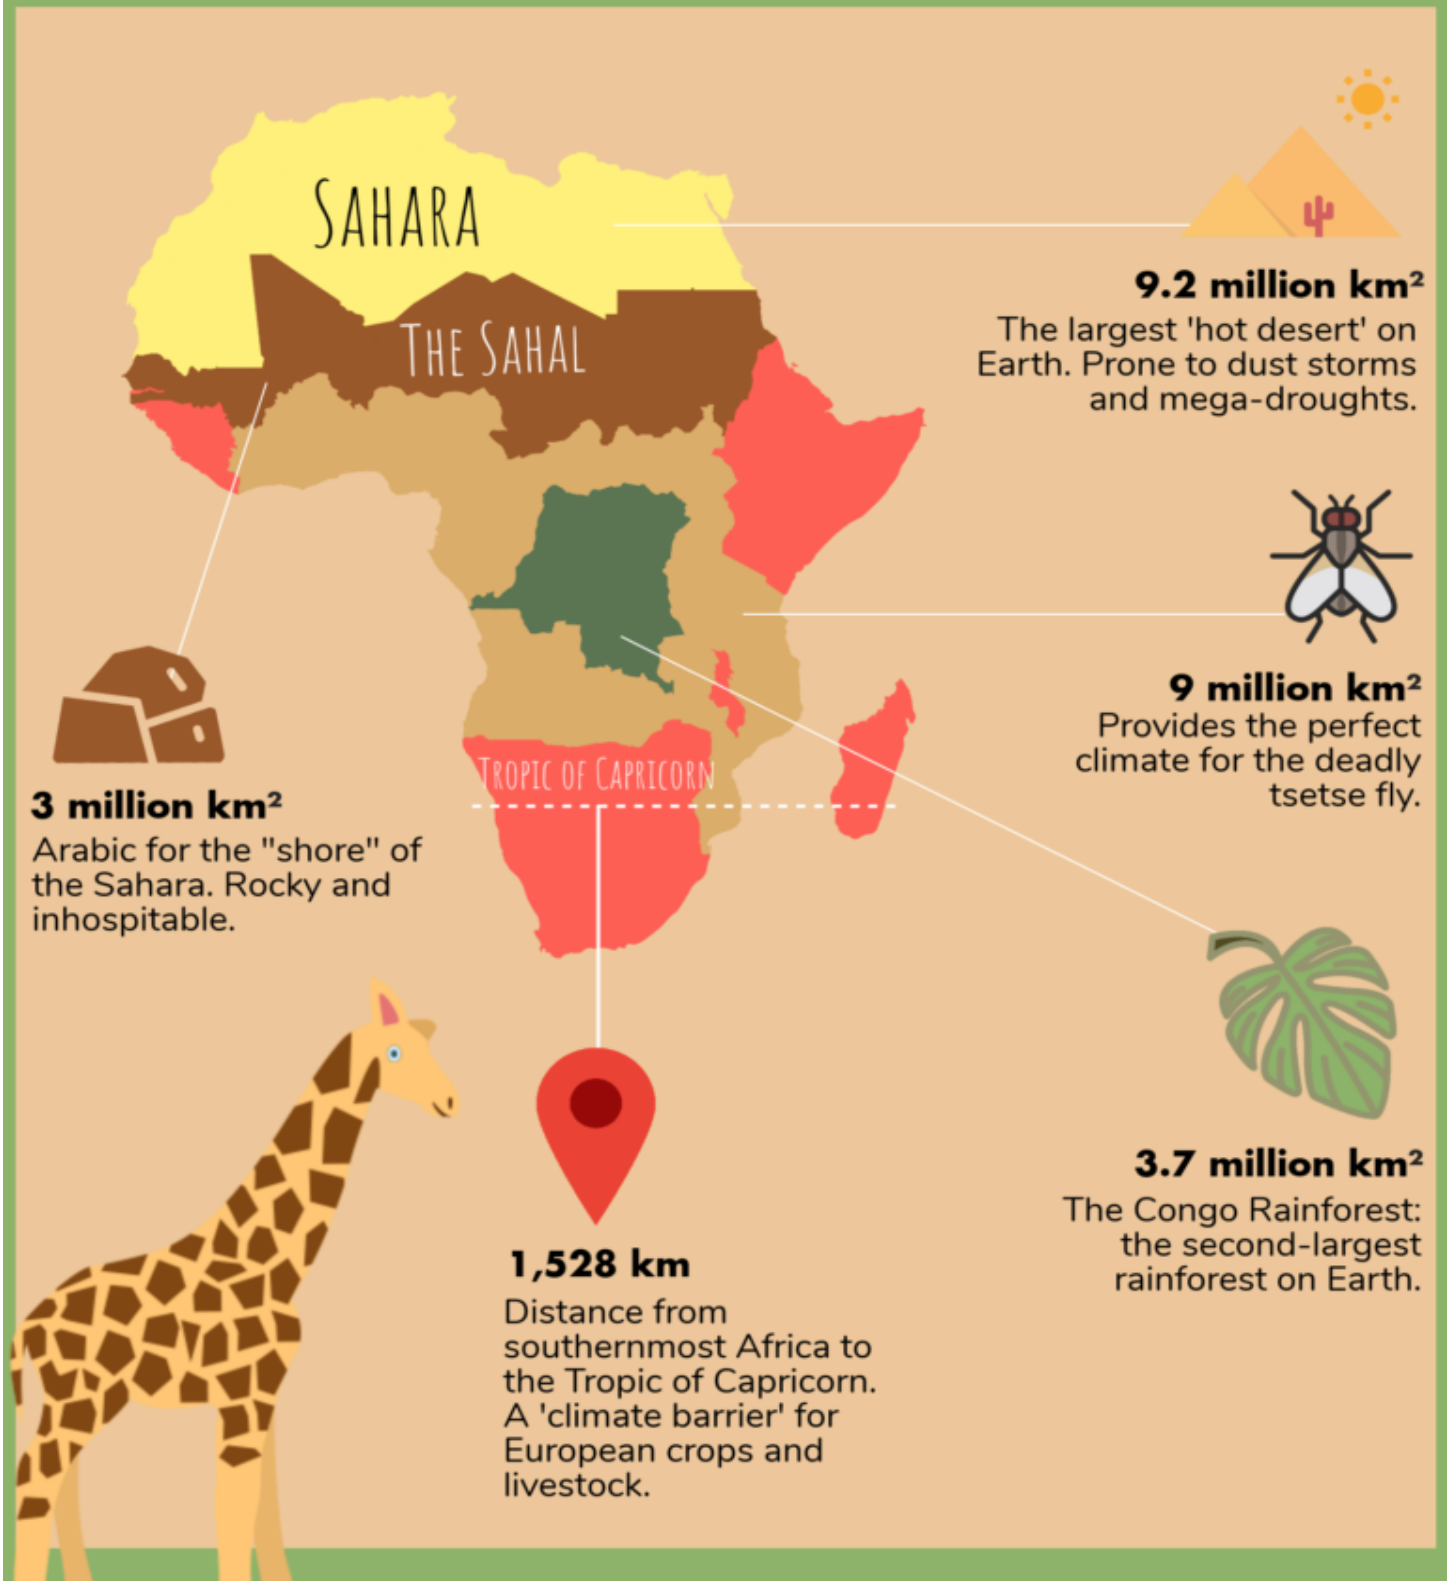 SAHARA
THE SAHAL
TROPIC OF CAPRICORN
9.2 million km²
The largest 'hot desert' on
Earth. Prone to dust storms
and mega-droughts.
9 million km²
Provides the perfect
climate for the deadly
tsetse fly.
3 million km²
Arabic for the "shore" of
the Sahara. Rocky and
inhospitable.
3.7 million km²
The Congo Rainforest:
the second-largest
rainforest on Earth.
1,528 km
Distance from
southernmost Africa to
the Tropic of Capricorn.
A 'climate barrier' for
European crops and
livestock.